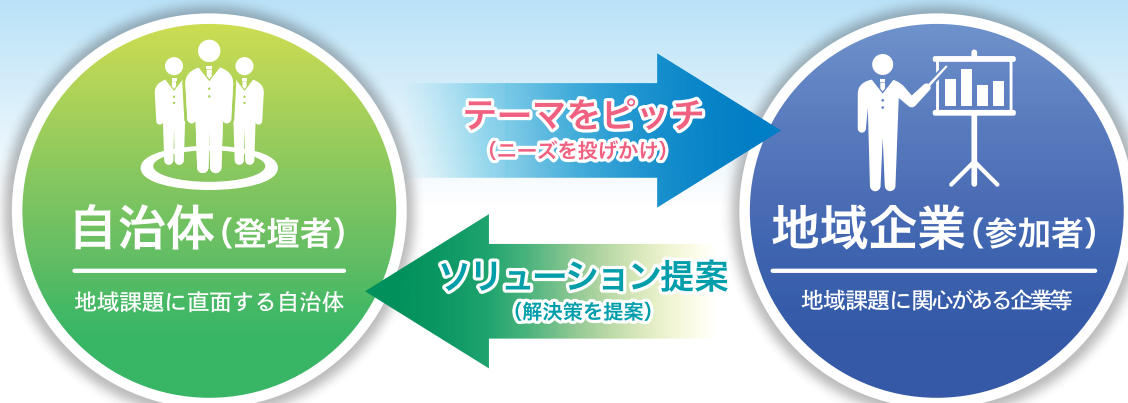 自治体（登壇者）
地域課題に直面する自治体
テーマをピッチ
（ニーズを投げかけ）
ソリューション提案
（解決策を提案）
地域企業（参加者）
地域課題に関心がある企業等